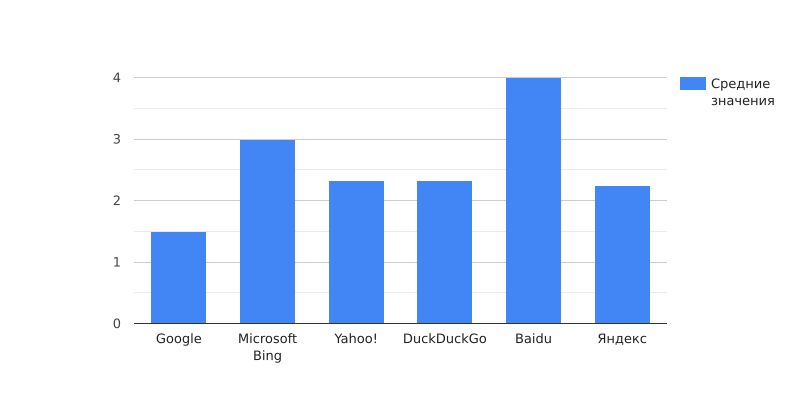 4
3
2
1
0
Google
Microsoft
Bing
Yahoo!
DuckDuckGo
Baidu
Яндекс
Средние
значения